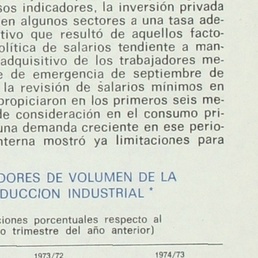 sos indicadores, la inversión privada
en algunos sectores a una tasa ade-
tivo que resultó de aquellos facto-
olítica de salarios tendiente a man-
adquisitivo de los trabajadores me-
e de emergencia de septiembre de
la revisión de salarios mínimos en
propiciaron en los primeros seis me-
de consideración en el consumo pri-
una demanda creciente en ese perio-
nterna mostró ya limitaciones para
DORES DE VOLUMEN DE LA
DUCCION INDUSTRIAL *
ciones porcentuales respecto al
o trimestre del año anterior)
1973/72 1974/73